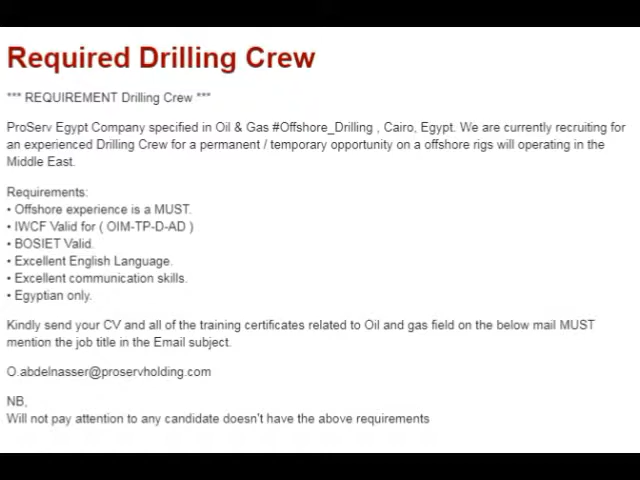 Required Drilling Crew
*** REQUIREMENT Drilling Crew ***
ProServ Egypt Company specified in Oil & Gas #Offshore_Drilling , Cairo, Egypt. We are currently recruiting for
an experienced Drilling Crew for a permanent / temporary opportunity on a offshore rigs will operating in the
Middle East.
Requirements:
• Offshore experience is a MUST.
• IWCF Valid for ( OIM-TP-D-AD )
• BOSIET Valid.
• Excellent English Language.
• Excellent communication skills.
• Egyptian only.
Kindly send your CV and all of the training certificates related to Oil and gas field on the below mail MUST
mention the job title in the Email subject.
O.abdelnasser@proservholding.com
NB,
Will not pay attention to any candidate doesn't have the above requirements